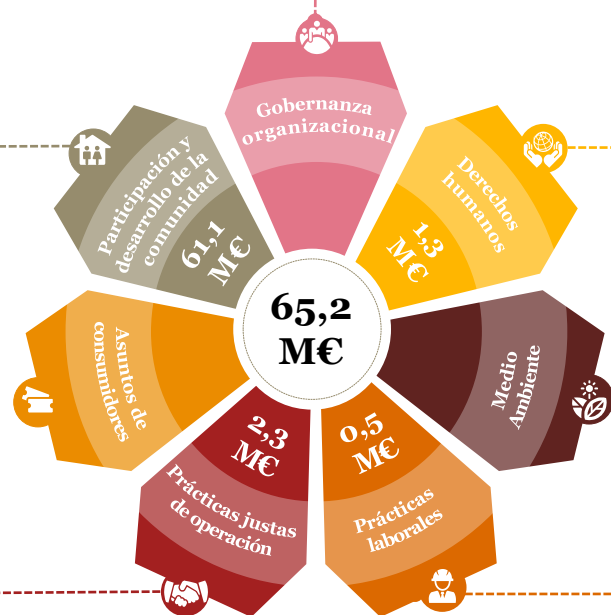 Gobernanza
organizacional
Derechos
humanos
1,3
M€
Medio
Ambiente
0,5
M€
Prácticas
laborales
2,3
M€
Prácticas justas
de operación
Asuntos de
consumidores
Participación y
desarrollo de la
comunidad
61,1
M€
65,2
M€